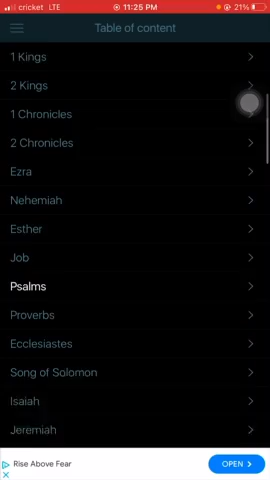 cricket LTE 11:25 PM 21%
Table of content
1 Kings
2 Kings
1 Chronicles
2 Chronicles
Ezra
Nehemiah
Esther
Job
Psalms
Proverbs
Ecclesiastes
Song of Solomon
Isaiah
Jeremiah
Rise Above Fear
OPEN